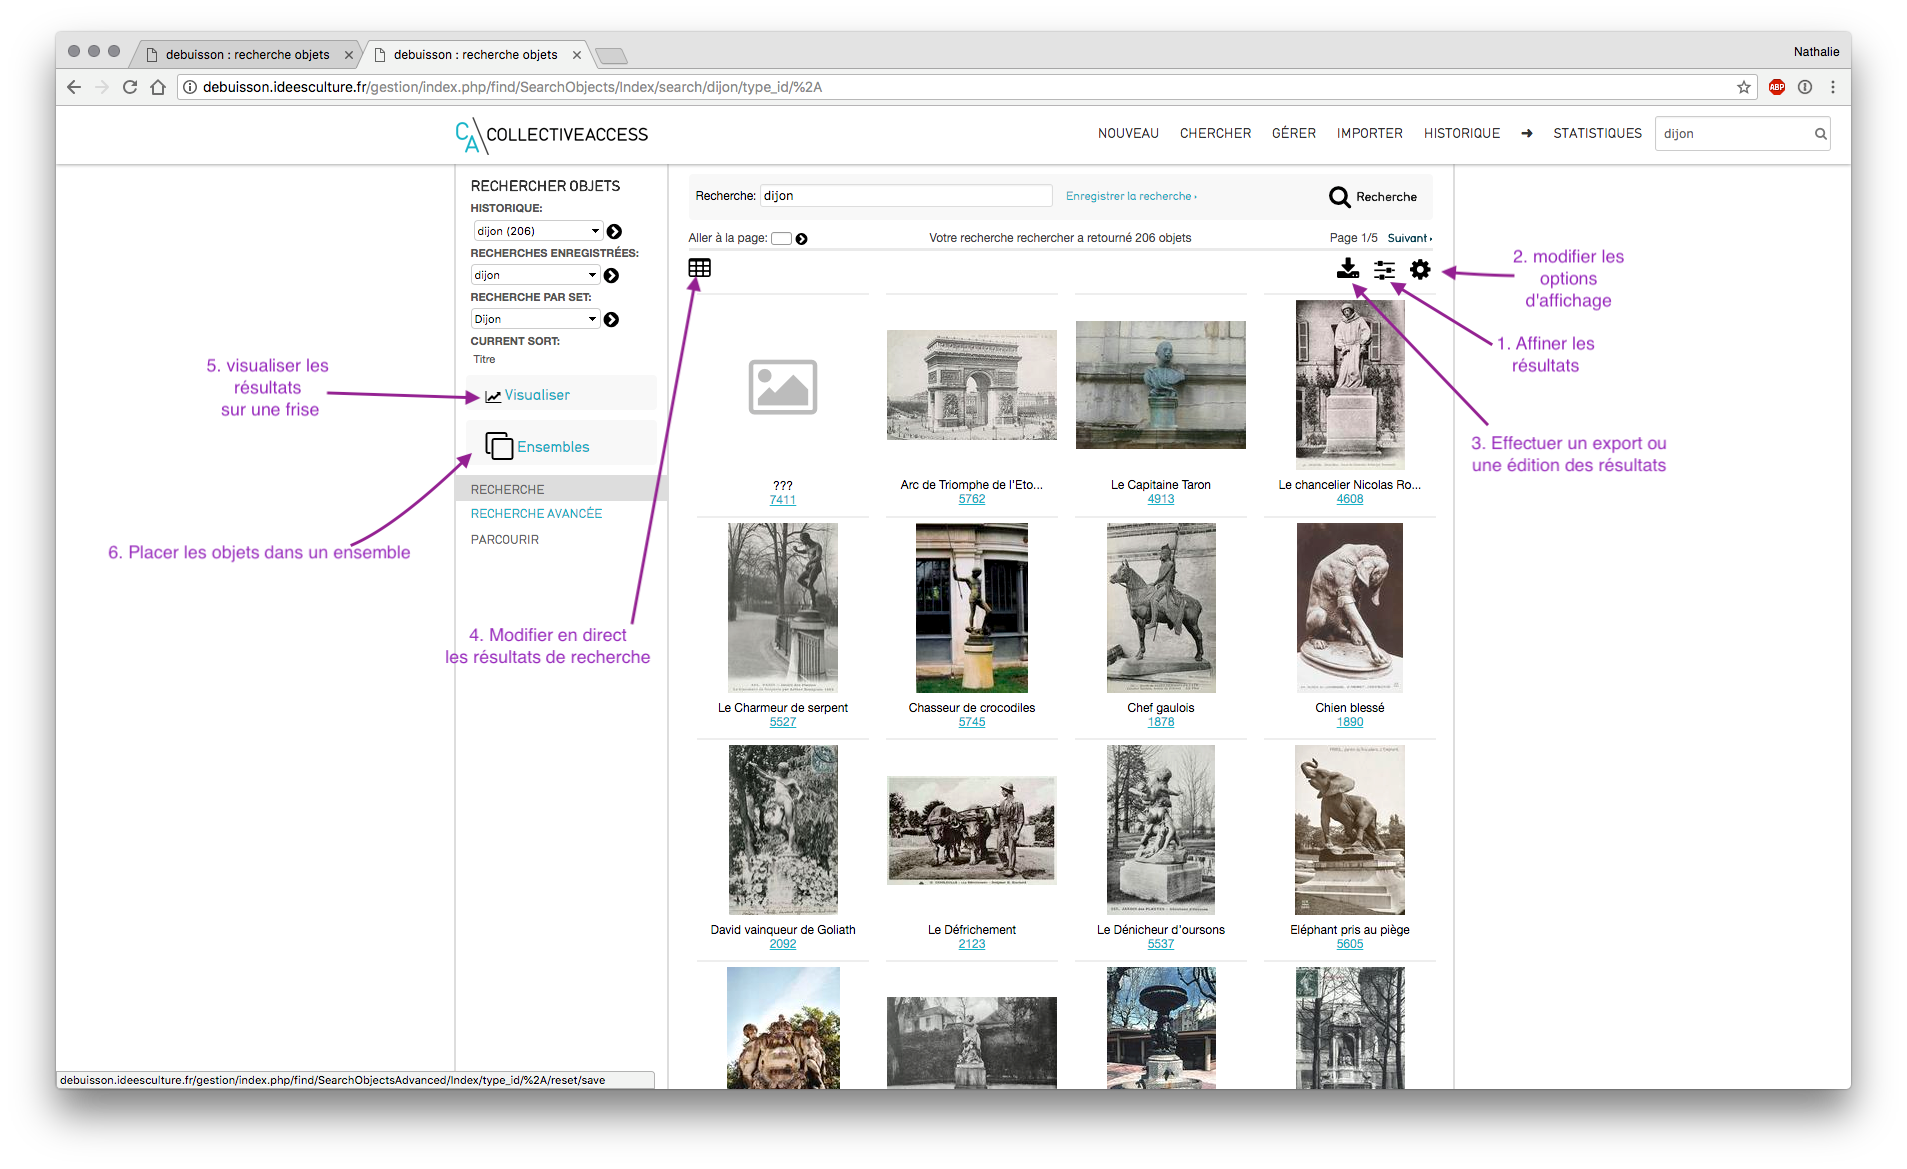 debuisson : recherche objets
debuisson : recherche objets
Nathalie
debuisson.ideesculture.fr/gestion/index.php/find/SearchObjects/Index/search/dijon/type_id/%2A
ABP
CA\COLLECTIVEACCESS
NOUVEAU CHERCHER GÉRER IMPORTER HISTORIQUE ➔ STATISTIQUES
dijon
RECHERCHER OBJETS
HISTORIQUE:
dijon (206)
RECHERCHES ENREGISTRÉES:
dijon
RECHERCHE PAR SET:
Dijon
CURRENT SORT:
Titre
Visualiser
Ensembles
RECHERCHE
RECHERCHE AVANCÉE
PARCOURIR
Recherche: dijon
Enregistrer la recherche ›
Recherche
Aller à la page:
Votre recherche rechercher a retourné 206 objets
Page 1/5 Suivant ›
2. modifier les
options
d'affichage
1. Affiner les
résultats
3. Effectuer un export ou
une édition des résultats
5. visualiser les
résultats
sur une frise
6. Placer les objets dans un ensemble
4. Modifier en direct
les résultats de recherche
???
7411
Arc de Triomphe de l'Eto...
5762
Le Capitaine Taron
4913
Le chancelier Nicolas Ro...
4608
Le Charmeur de serpent
5527
Chasseur de crocodiles
5745
Chef gaulois
1878
Chien blessé
1890
David vainqueur de Goliath
2092
Le Défrichement
2123
Le Dénicheur d'oursons
5537
Eléphant pris au piège
5605
debuisson.ideesculture.fr/gestion/index.php/find/SearchObjectsAdvanced/Index/type_id/%2A/reset/save